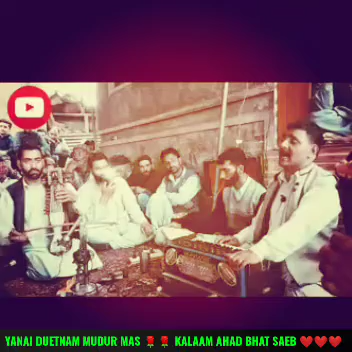 YANAI DUETNAM MUDUR MAS 🌹🌹 KALAAM AHAD BHAT SAEB ❤️❤️❤️